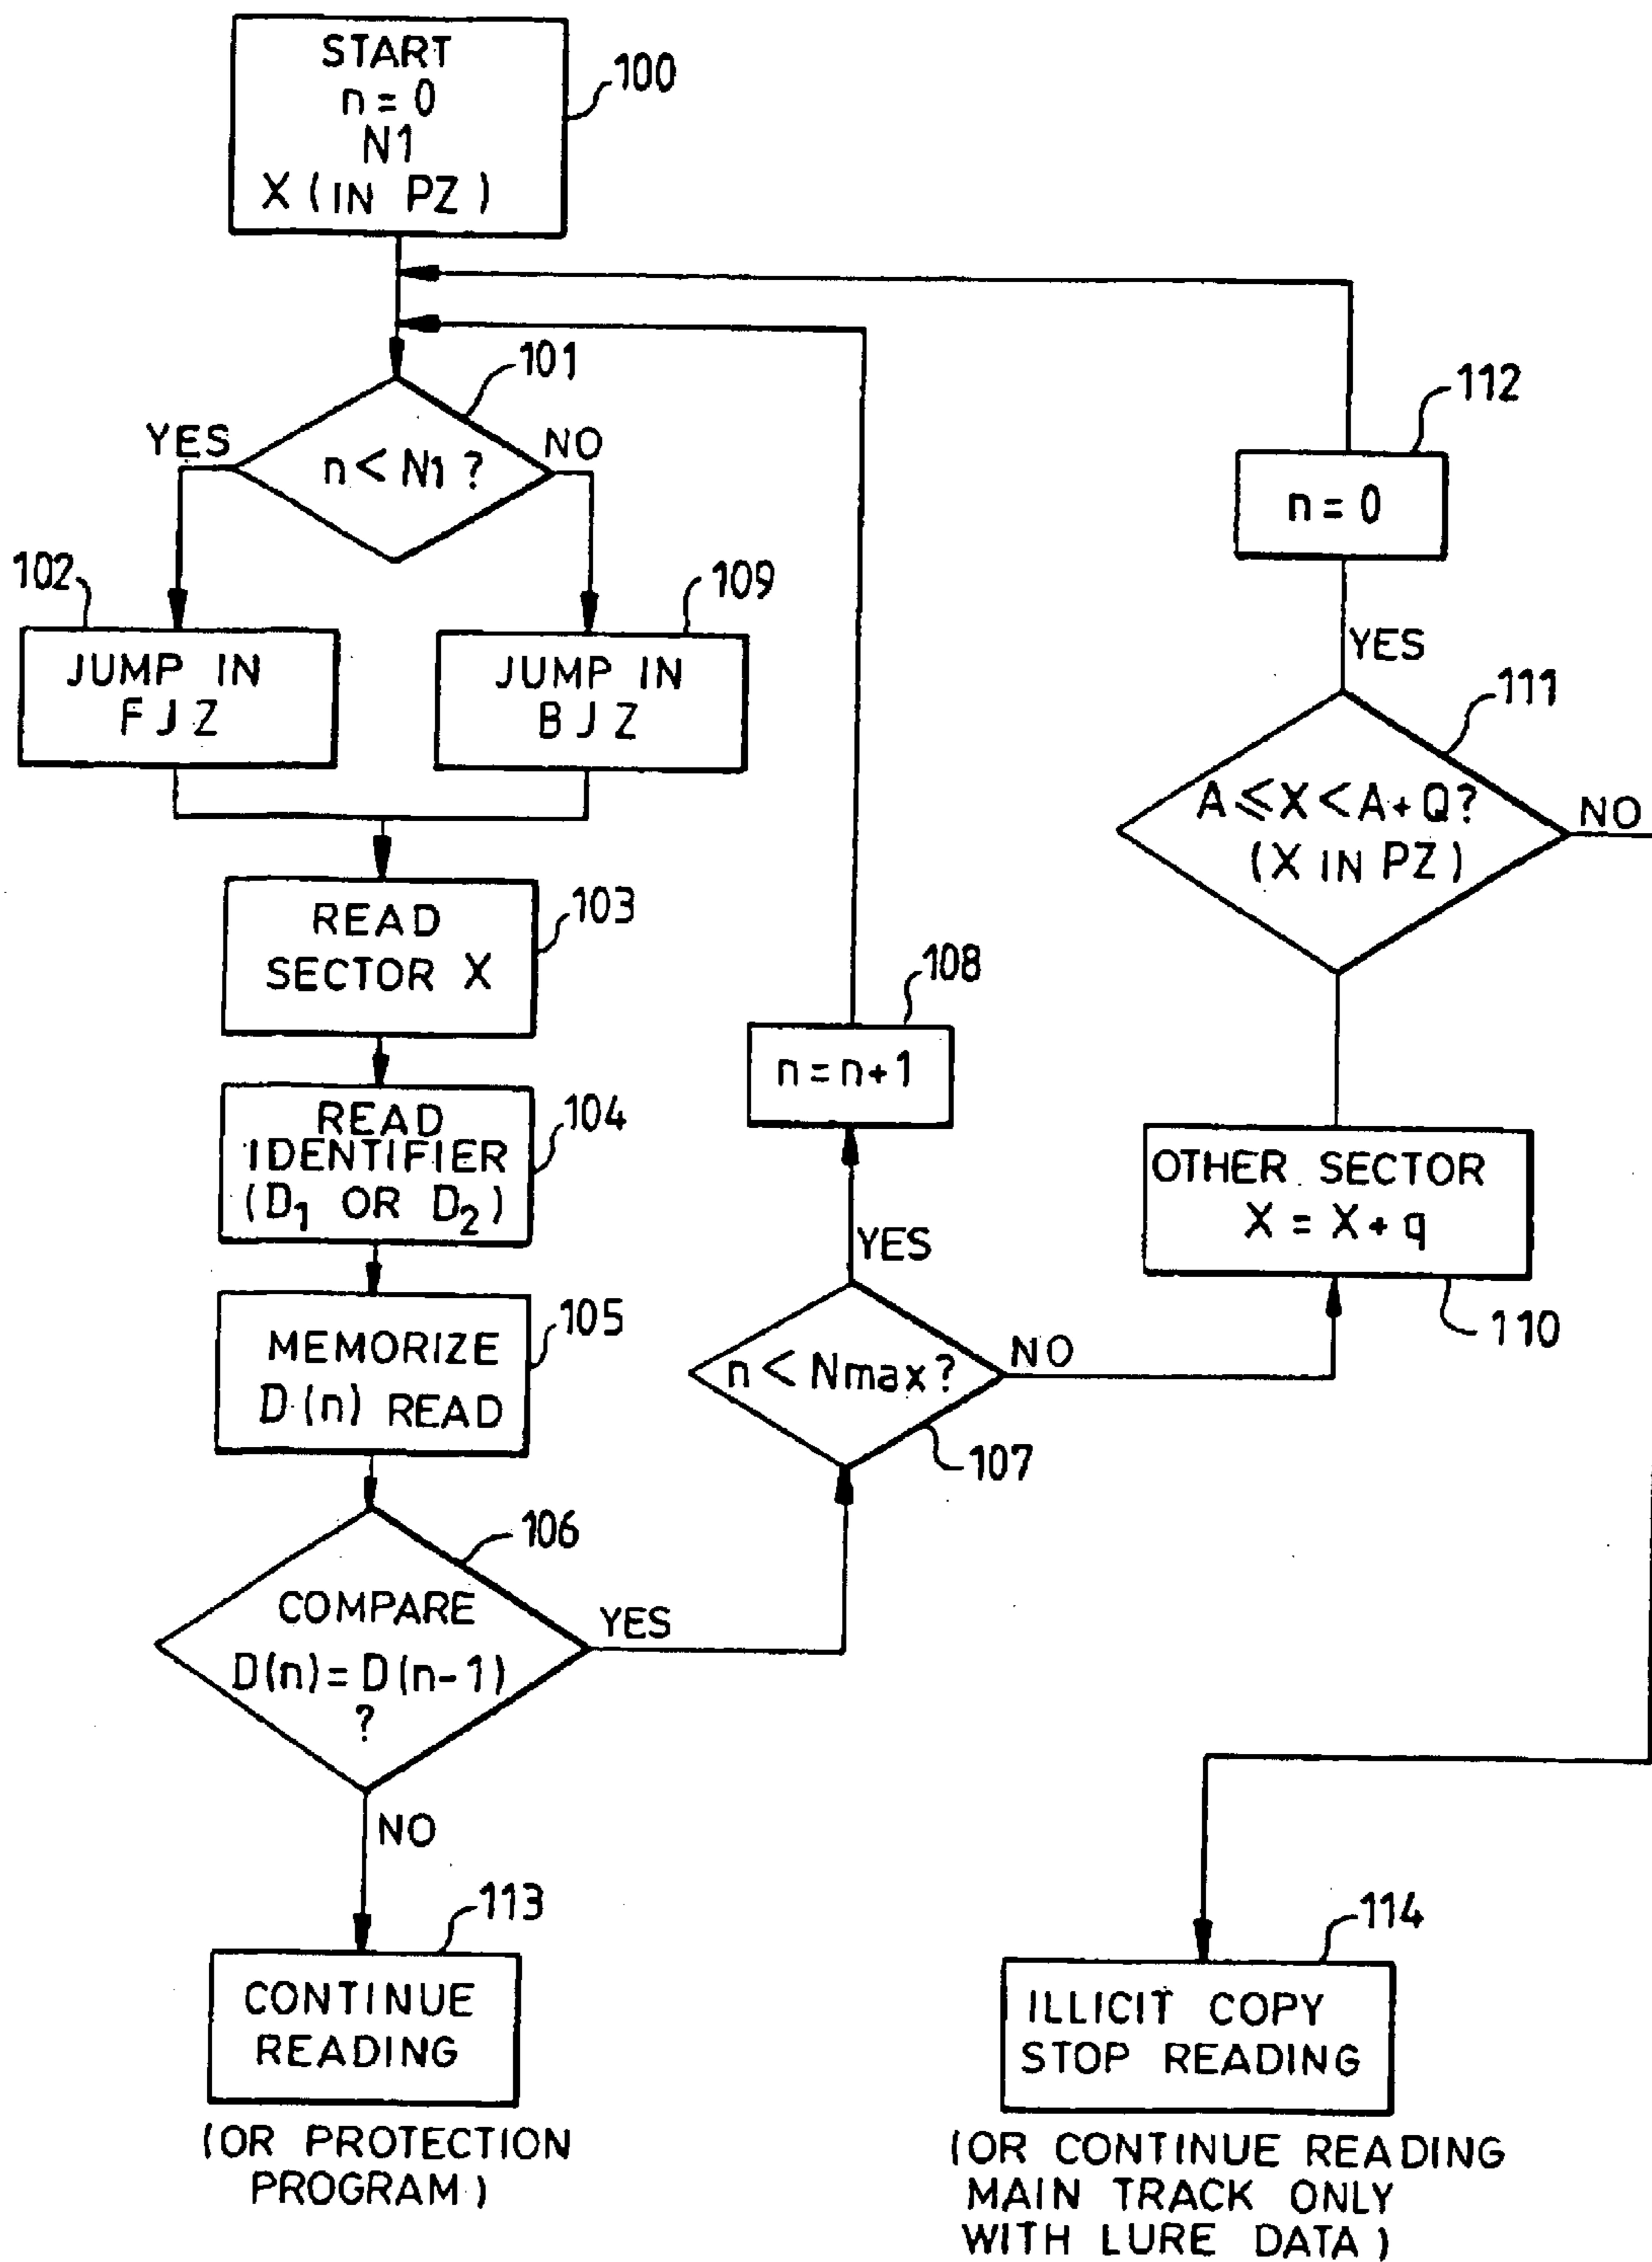 START
n = 0
N1
X ( IN PZ )
100
101
YES
n < N1 ?
NO
102
JUMP IN
F J Z
109
JUMP IN
B J Z
READ
SECTOR X
103
READ
IDENTIFIER
(D1 OR D2)
104
MEMORIZE
D (n) READ
105
106
COMPARE
D(n) = D(n-1)
?
YES
NO
113
CONTINUE
READING
(OR PROTECTION
PROGRAM)
108
n = n+1
YES
n < Nmax ?
NO
107
112
n = 0
YES
111
A ⩽ X < A + Q?
(X IN PZ)
NO
OTHER SECTOR
X = X + q
110
114
ILLICIT COPY
STOP READING
(OR CONTINUE READING
MAIN TRACK ONLY
WITH LURE DATA)